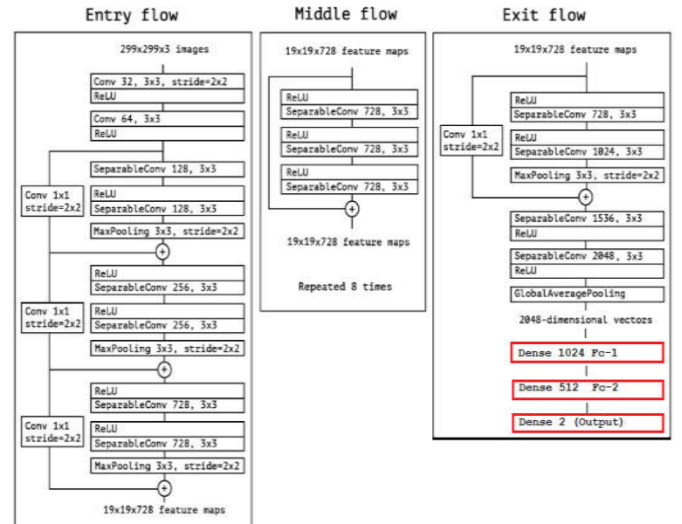 Entry flow
299x299x3 images
Conv 32, 3x3, stride=2x2
ReLU
Conv 64, 3x3
ReLU
SeparableConv 128, 3x3
Conv 1x1
stride=2x2
ReLU
SeparableConv 128, 3x3
MaxPooling 3x3, stride=2x2
+
ReLU
SeparableConv 256, 3x3
Conv 1x1
stride=2x2
ReLU
SeparableConv 256, 3x3
MaxPooling 3x3, stride=2x2
+
ReLU
SeparableConv 728, 3x3
Conv 1x1
stride=2x2
ReLU
SeparableConv 728, 3x3
MaxPooling 3x3, stride=2x2
+
19x19x728 feature maps
Middle flow
19x19x728 feature maps
ReLU
SeparableConv 728, 3x3
ReLU
SeparableConv 728, 3x3
ReLU
SeparableConv 728, 3x3
+
19x19x728 feature maps
Repeated 8 times
Exit flow
19x19x728 feature maps
ReLU
SeparableConv 728, 3x3
Conv 1x1
stride=2x2
ReLU
SeparableConv 1024, 3x3
MaxPooling 3x3, stride=2x2
+
SeparableConv 1536, 3x3
ReLU
SeparableConv 2048, 3x3
ReLU
GlobalAveragePooling
2048-dimensional vectors
Dense 1024 Fc-1
Dense 512 Fc-2
Dense 2 (Output)